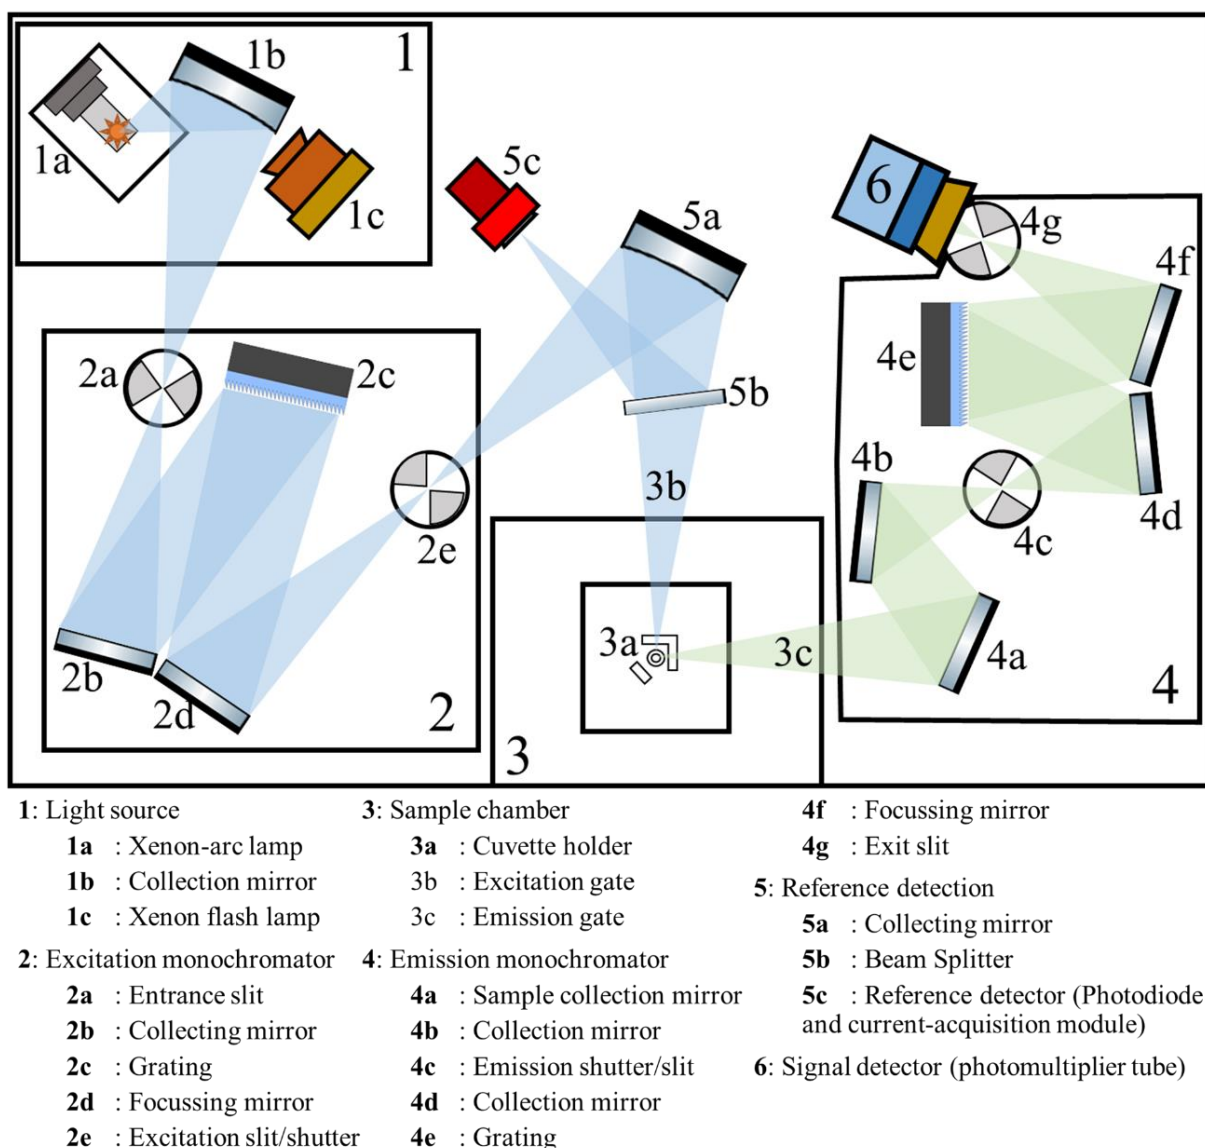 1
1b
1a
1c
5c
5a
6
4g
4f
2a
2c
5b
4e
4b
3b
2e
4c
4d
3a
3c
4a
2b
2d
2
3
4
1: Light source
1a : Xenon-arc lamp
1b : Collection mirror
1c : Xenon flash lamp
2: Excitation monochromator
2a : Entrance slit
2b : Collecting mirror
2c : Grating
2d : Focussing mirror
2e : Excitation slit/shutter
3: Sample chamber
3a : Cuvette holder
3b : Excitation gate
3c : Emission gate
4: Emission monochromator
4a : Sample collection mirror
4b : Collection mirror
4c : Emission shutter/slit
4d : Collection mirror
4e : Grating
4f : Focussing mirror
4g : Exit slit
5: Reference detection
5a : Collecting mirror
5b : Beam Splitter
5c : Reference detector (Photodiode
and current-acquisition module)
6: Signal detector (photomultiplier tube)